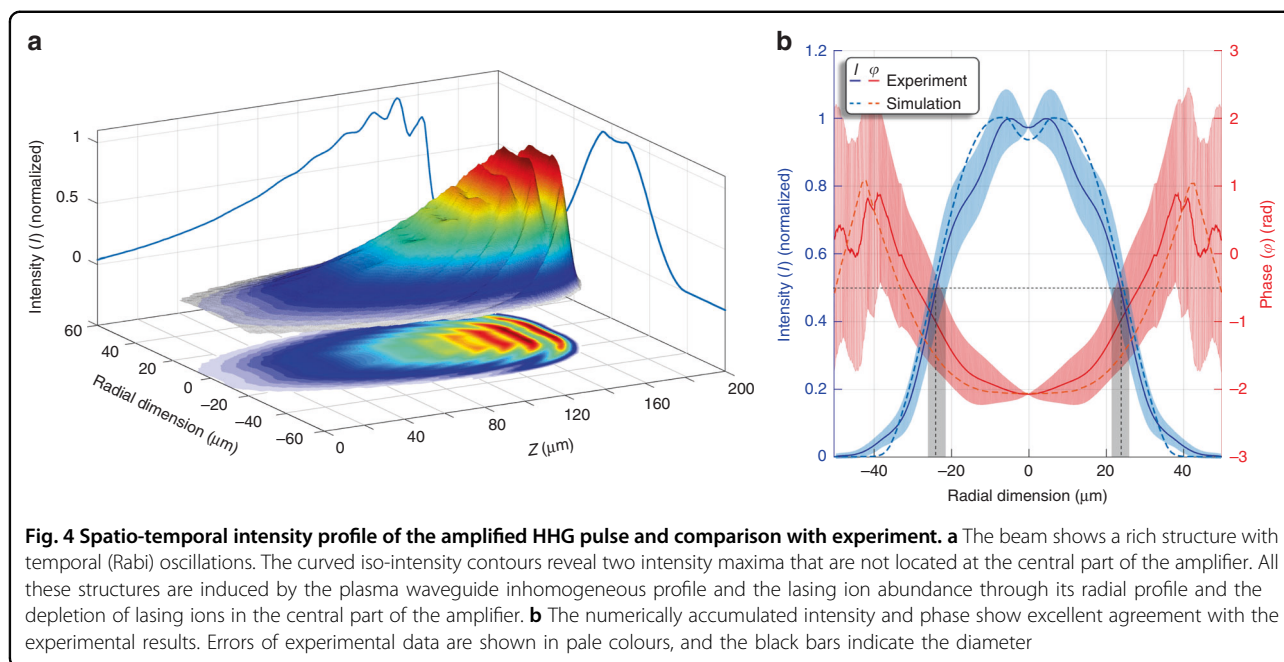 a
Intensity (I) (normalized)
1
0.5
0
60
40
20
0
−20
−40
−60
Radial dimension (μm)
0
40
80
120
160
200
Z (μm)
b
1.2
1
0.8
0.6
0.4
0.2
0
Intensity (I) (normalized)
I φ
Experiment
Simulation
3
2
1
0
−1
−2
−3
Phase (φ) (rad)
−40
−20
0
20
40
Radial dimension (μm)
Fig. 4 Spatio-temporal intensity profile of the amplified HHG pulse and comparison with experiment. a The beam shows a rich structure with
temporal (Rabi) oscillations. The curved iso-intensity contours reveal two intensity maxima that are not located at the central part of the amplifier. All
these structures are induced by the plasma waveguide inhomogeneous profile and the lasing ion abundance through its radial profile and the
depletion of lasing ions in the central part of the amplifier. b The numerically accumulated intensity and phase show excellent agreement with the
experimental results. Errors of experimental data are shown in pale colours, and the black bars indicate the diameter